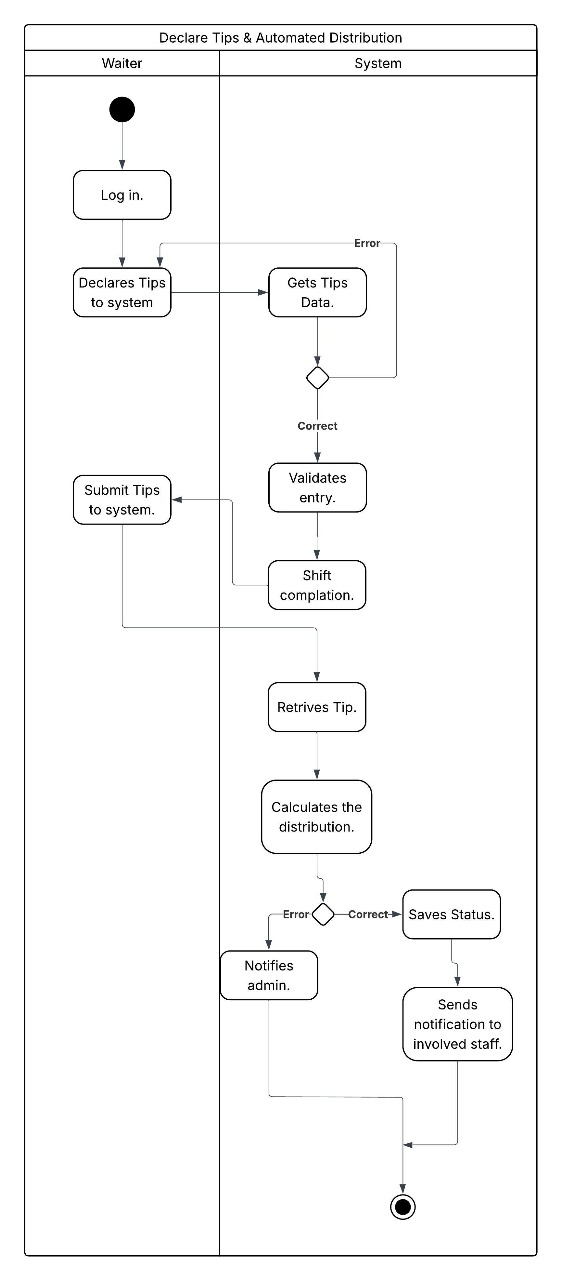 Declare Tips & Automated Distribution
Waiter
System
Log in.
Error
Declares Tips
to system
Gets Tips
Data.
Correct
Validates
entry.
Submit Tips
to system.
Shift
complation.
Retrives Tip.
Calculates the
distribution.
Error
Correct
Saves Status.
Notifies
admin.
Sends
notification to
involved staff.